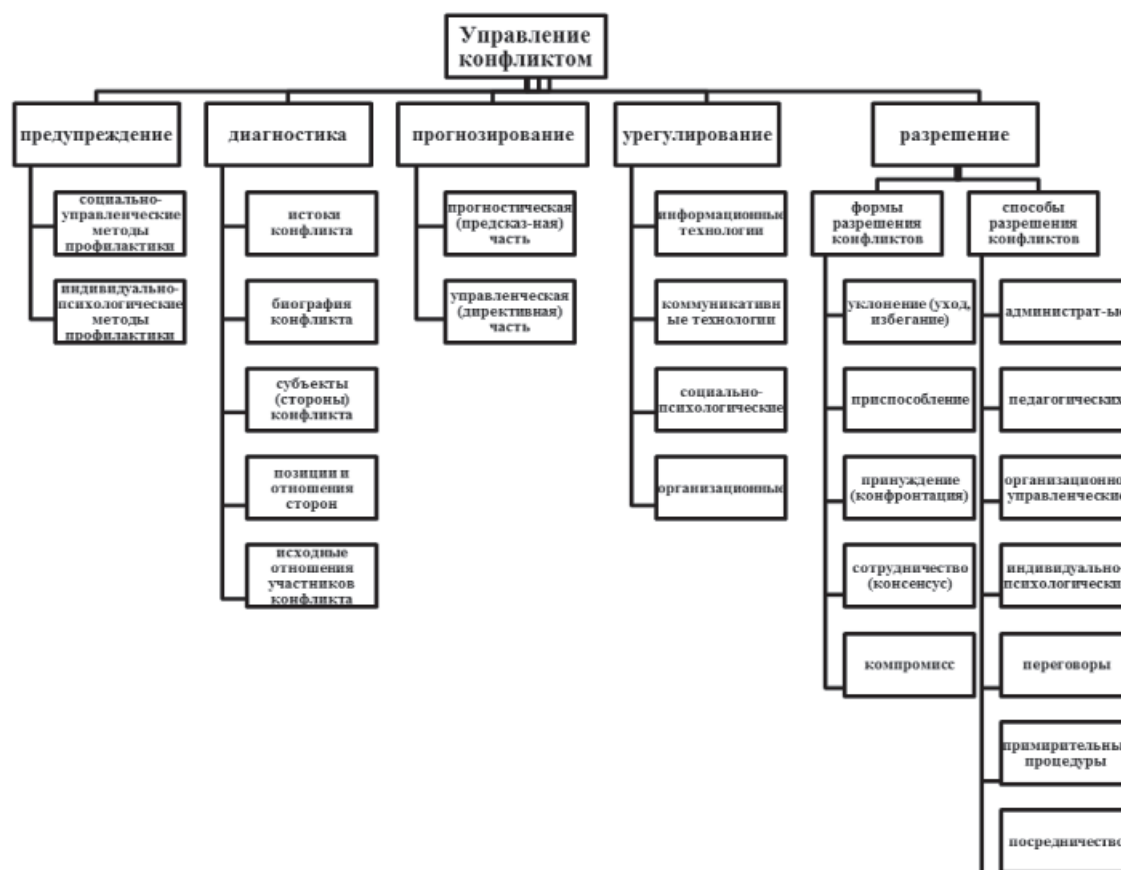 Управление
конфликтом
предупреждение
диагностика
прогнозирование
урегулирование
разрешение
социально-
управленческие
методы
профилактики
индивидуально-
психологические
методы
профилактики
истоки
конфликта
биография
конфликта
субъекты
(стороны)
конфликта
позиции и
отношения
сторон
исходные
отношения
участников
конфликта
прогностическая
(предсказ-ная)
часть
управленческая
(директивная)
часть
информационные
технологии
коммуникативн
ые технологии
социально-
психологические
организационные
формы
разрешения
конфликтов
уклонение (уход,
избегание)
приспособление
принуждение
(конфронтация)
сотрудничество
(консенсус)
компромисс
способы
разрешения
конфликтов
администрат-ые
педагогических
организационно
управленческие
индивидуально-
психологически
переговоры
примирительны
процедуры
посредничество